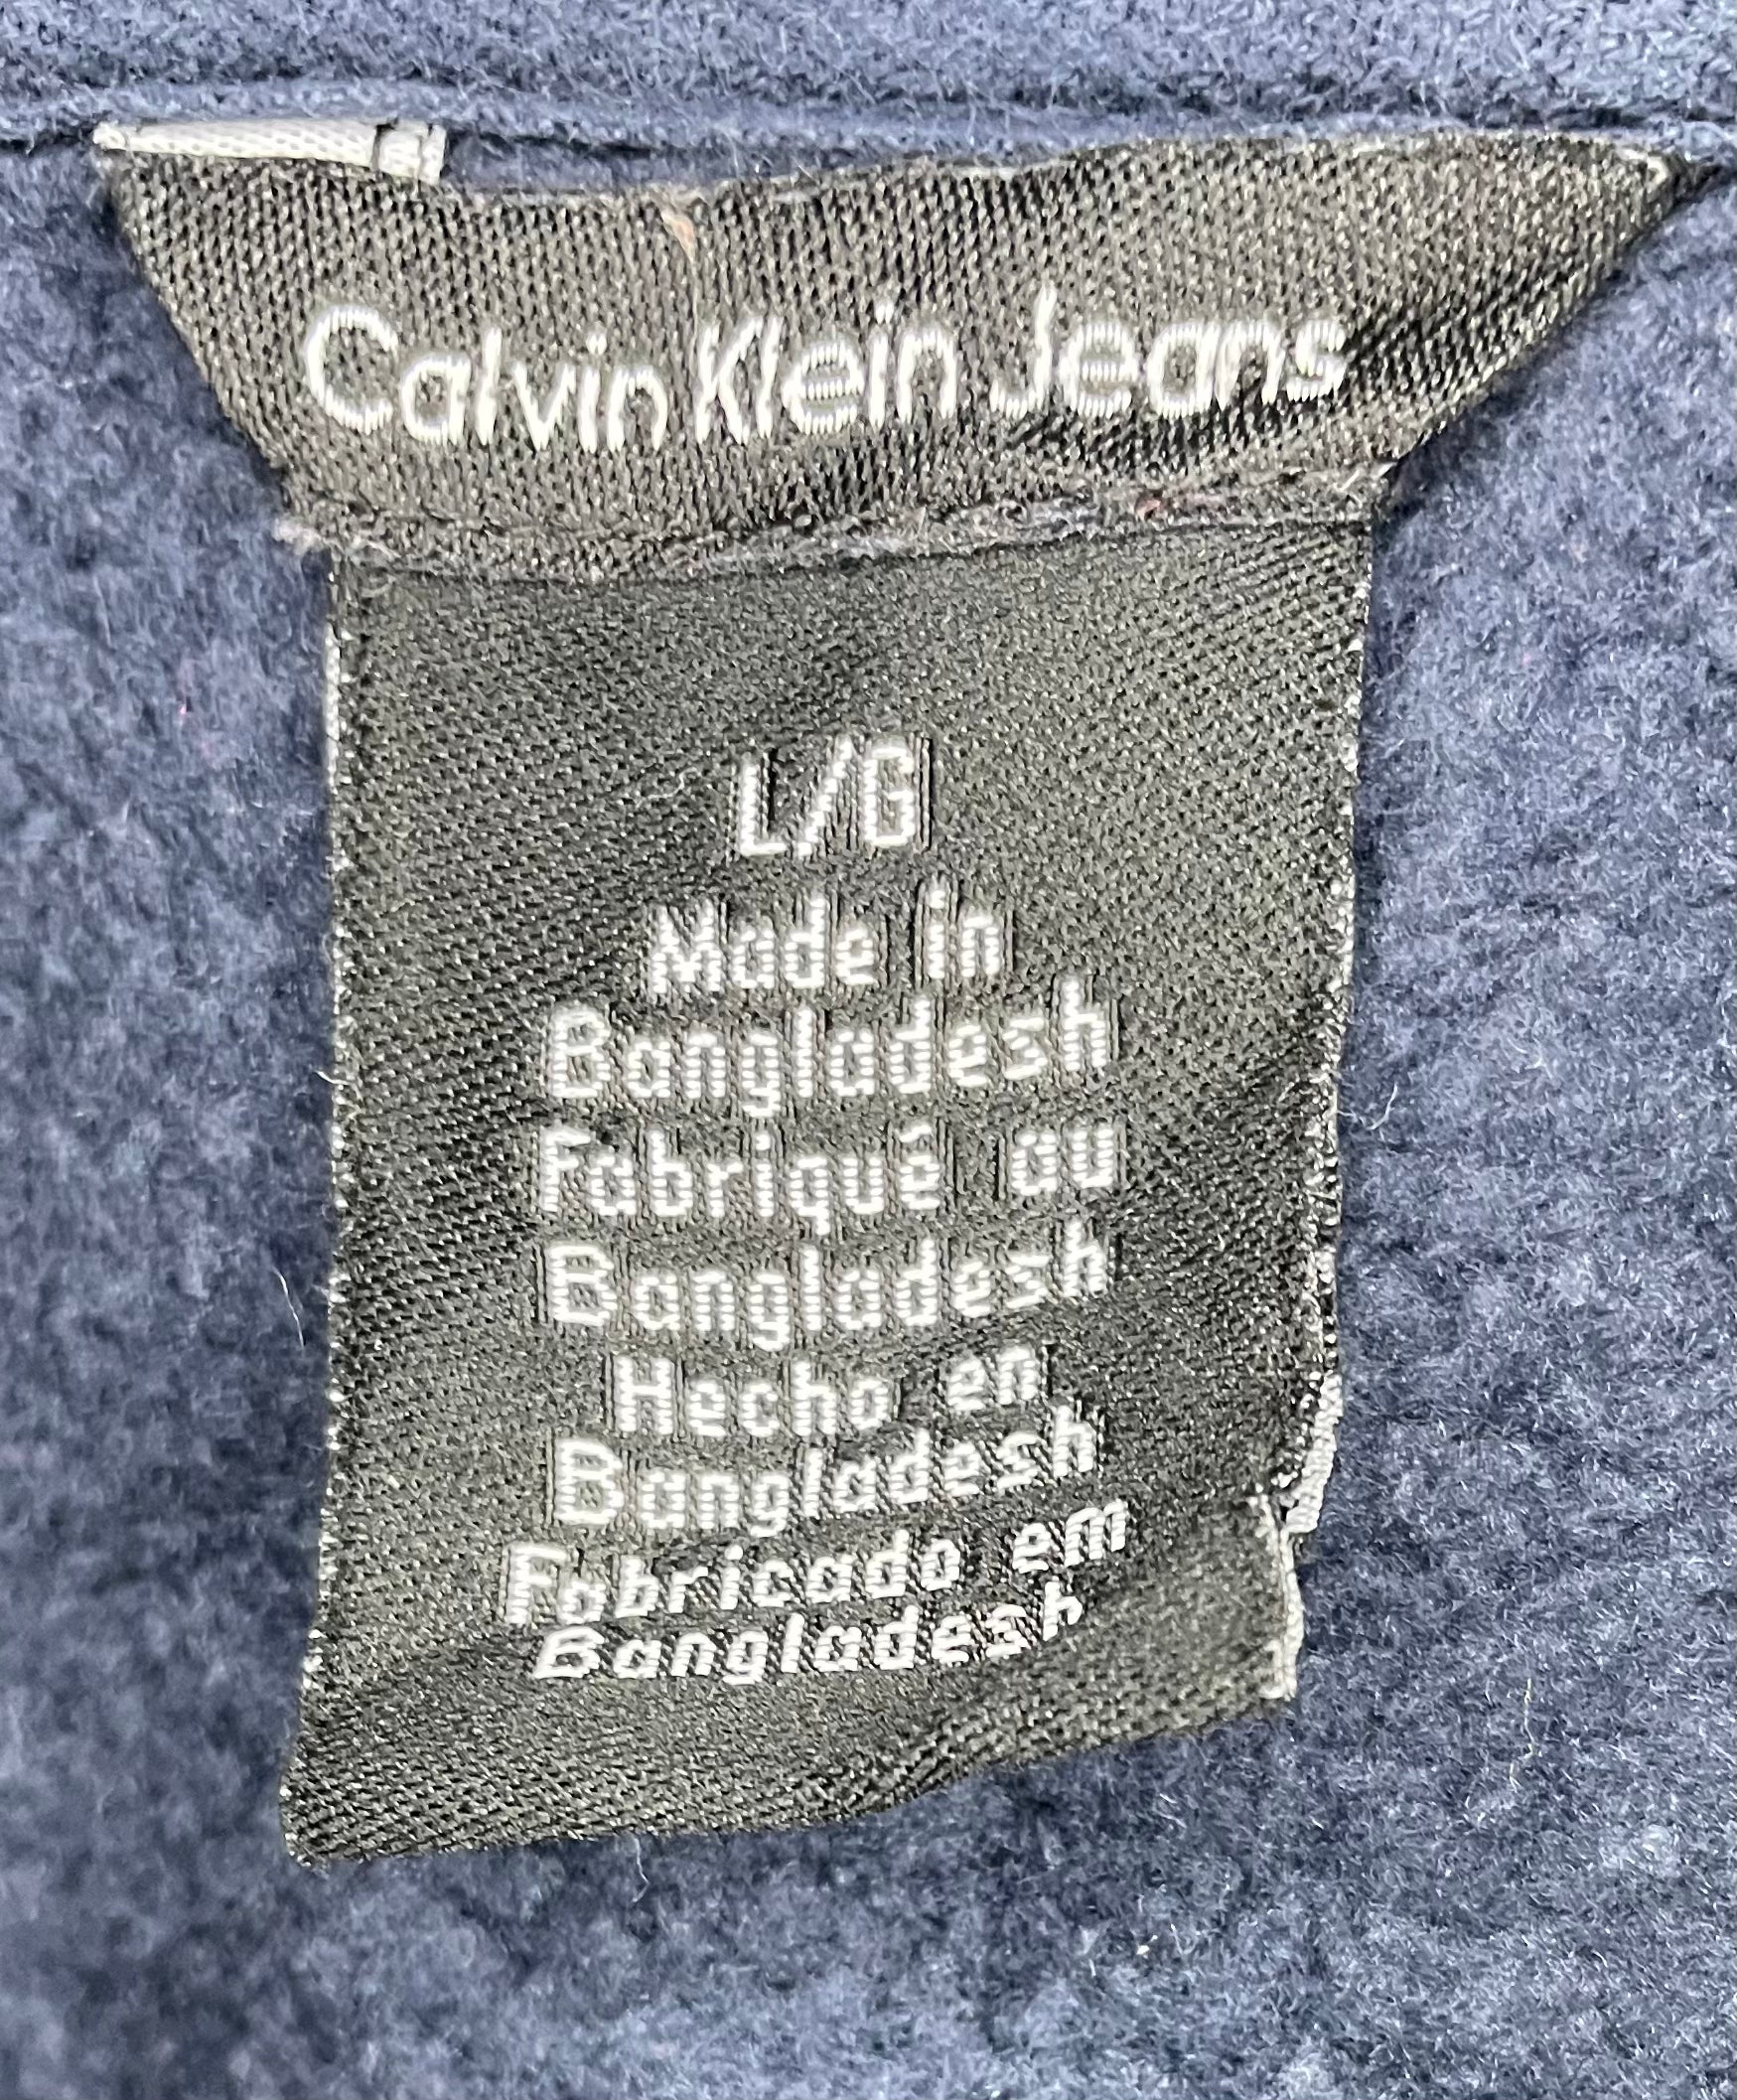 Calvin Klein Jeans
L/G
Made in
Bangladesh
Fabriqué au
Bangladesh
Hecho en
Bangladesh
Fabricado em
Bangladesh